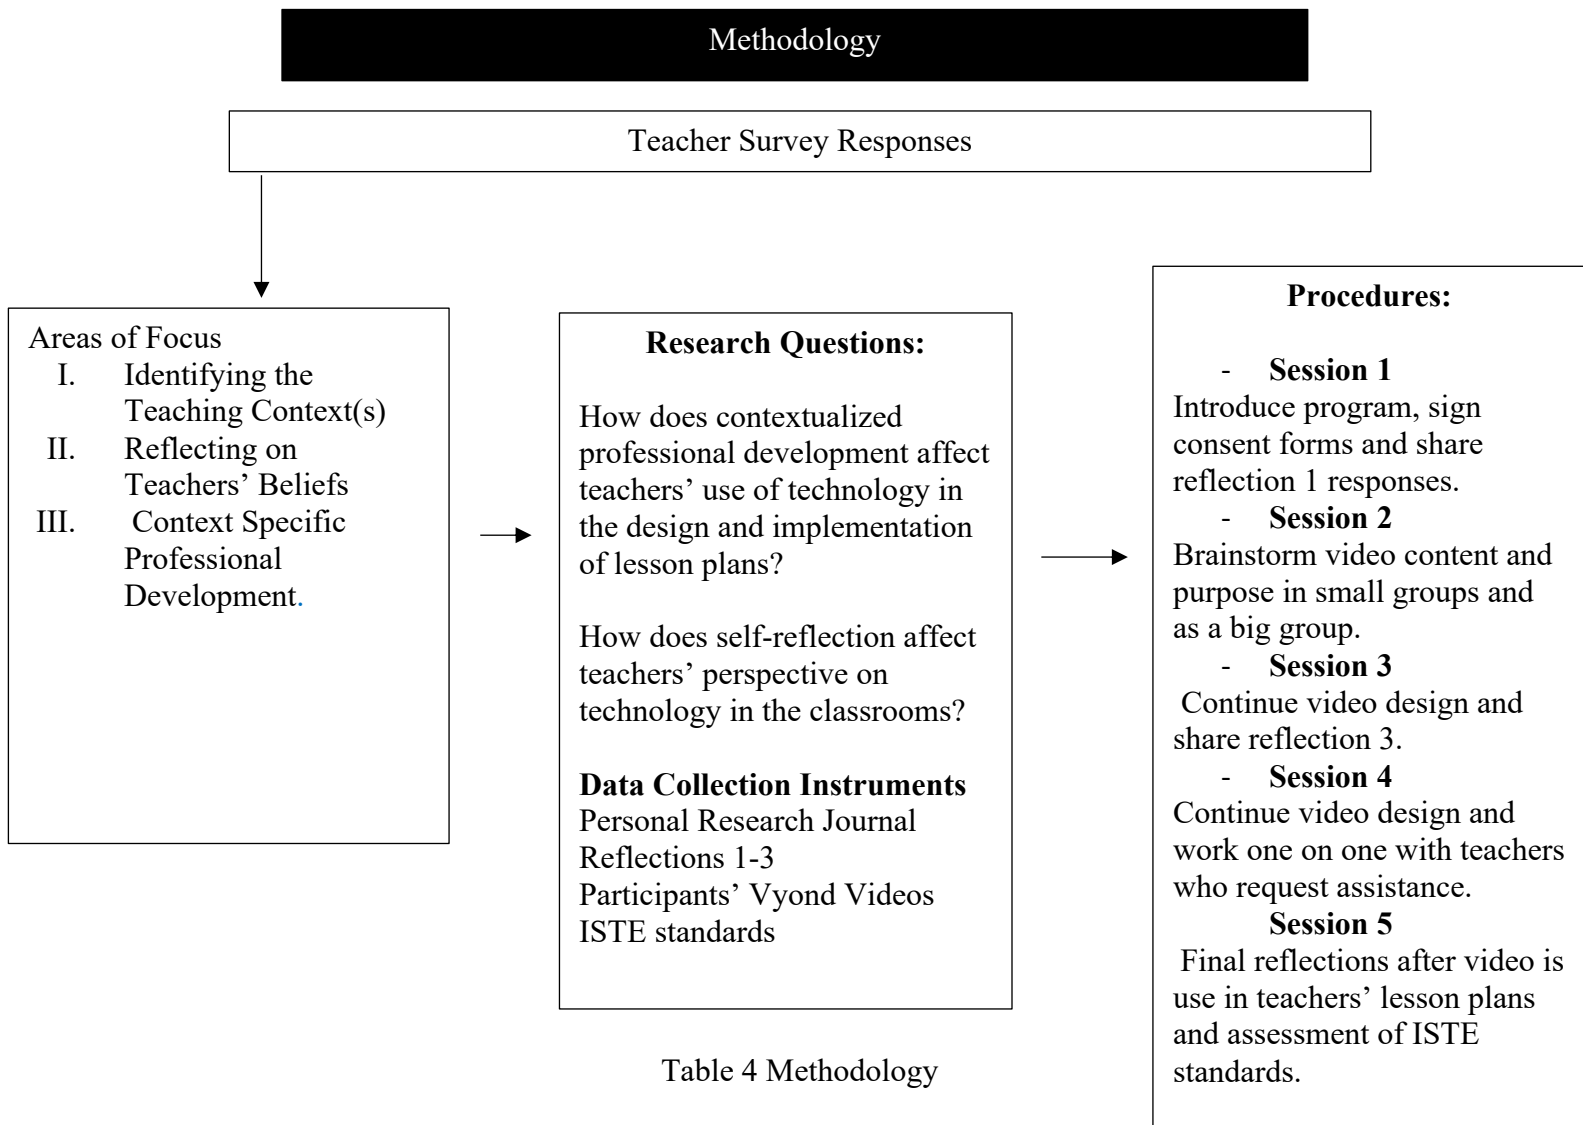 Methodology
Teacher Survey Responses
Areas of Focus
I. Identifying the
Teaching Context(s)
II. Reflecting on
Teachers’ Beliefs
III. Context Specific
Professional
Development.
Research Questions:
How does contextualized
professional development affect
teachers’ use of technology in
the design and implementation
of lesson plans?
How does self-reflection affect
teachers’ perspective on
technology in the classrooms?
Data Collection Instruments
Personal Research Journal
Reflections 1-3
Participants’ Vyond Videos
ISTE standards
Procedures:
- Session 1
Introduce program, sign
consent forms and share
reflection 1 responses.
- Session 2
Brainstorm video content and
purpose in small groups and
as a big group.
- Session 3
Continue video design and
share reflection 3.
- Session 4
Continue video design and
work one on one with teachers
who request assistance.
Session 5
Final reflections after video is
use in teachers’ lesson plans
and assessment of ISTE
standards.
Table 4 Methodology